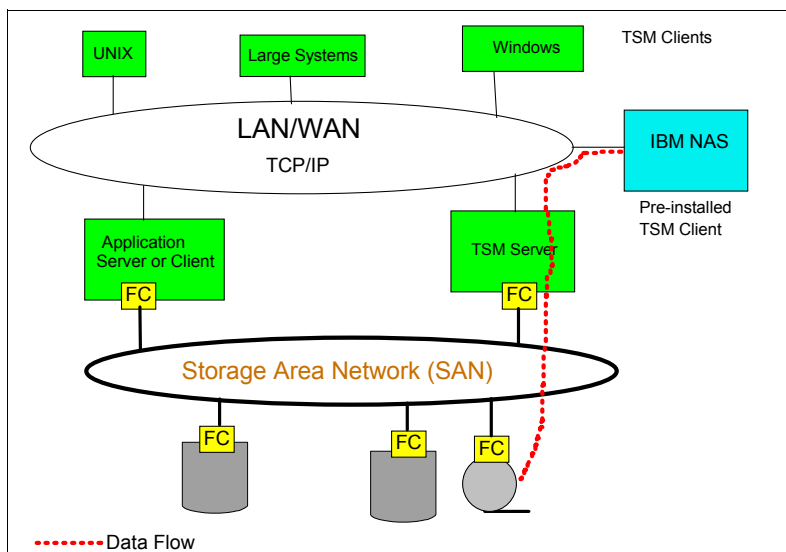 UNIX
Large Systems
Windows
TSM Clients
LAN/WAN
TCP/IP
IBM NAS
Pre-installed
TSM Client
Application
Server or Client
TSM Server
FC
FC
Storage Area Network (SAN)
FC
FC
FC
Data Flow